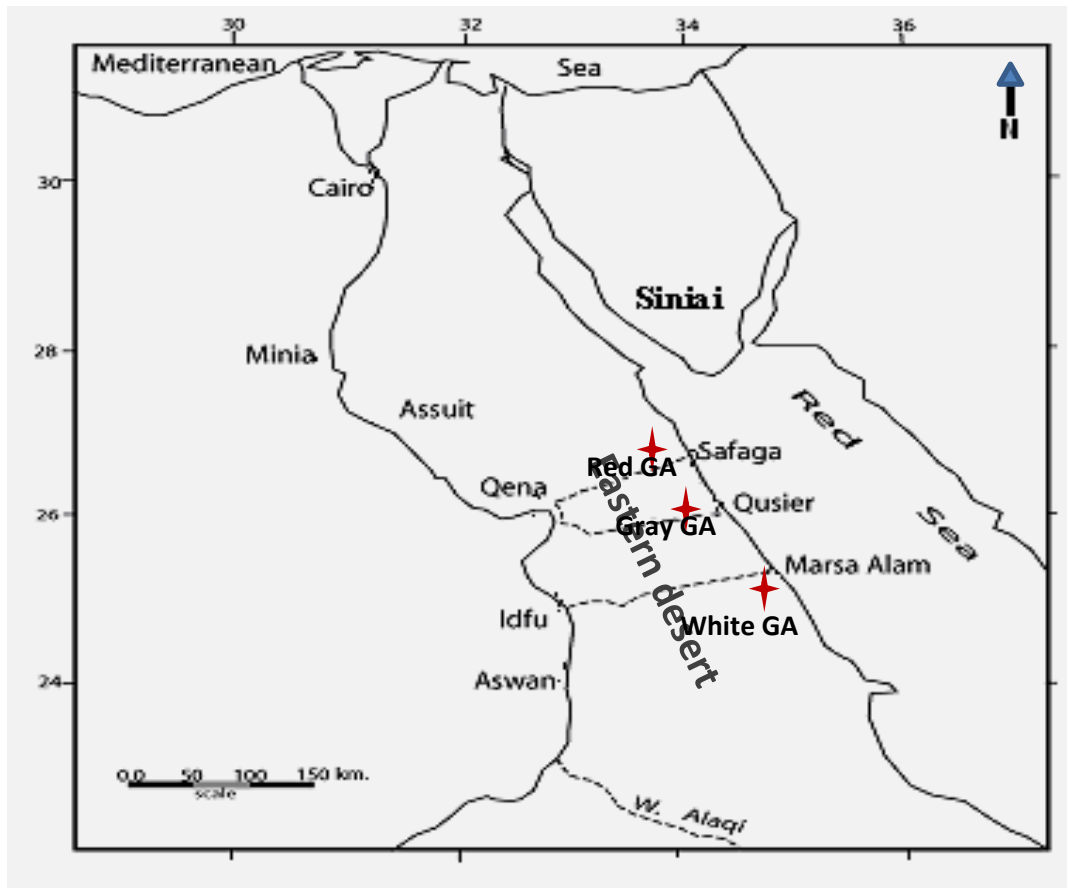 30
32
34
36
Mediterranean
Sea
N
30
Cairo
Siniai
28
Minia
Assuit
Red
Sea
Safaga
Red GA
Qena
Eastern desert
26
Qusier
Gray GA
Marsa Alam
Idfu
White GA
24
Aswan
0,0 50 100 150 km.
scale
W. Alaqi